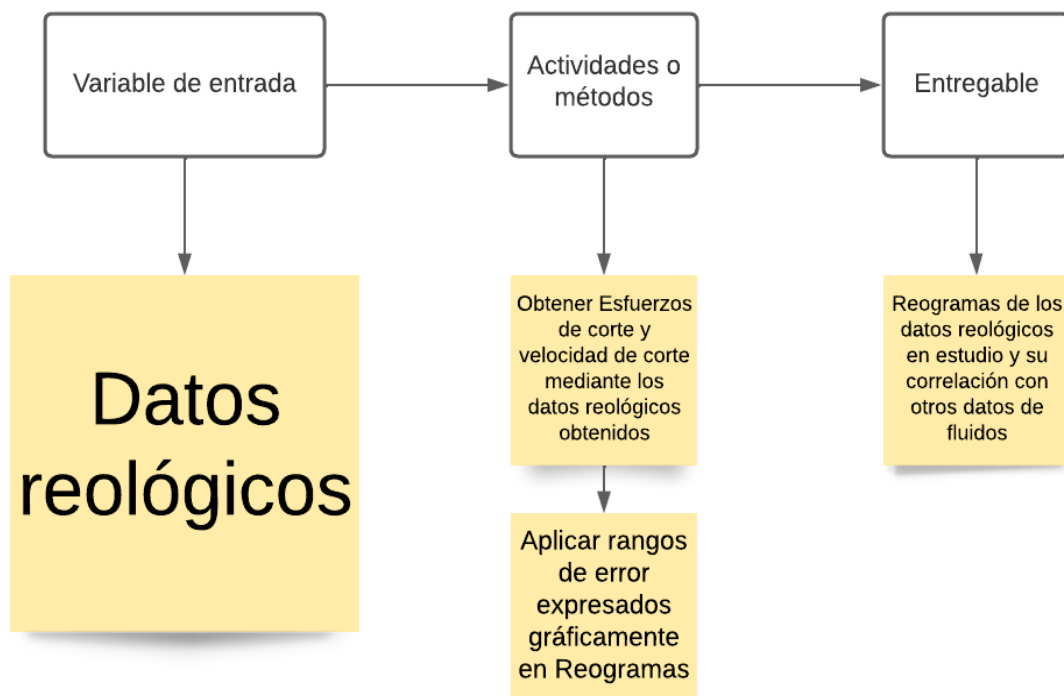 Variable de entrada
Actividades o
métodos
Entregable
Datos
reológicos
Obtener Esfuerzos
de corte y
velocidad de corte
mediante los
datos reológicos
obtenidos
Reogramas de los
datos reológicos
en estudio y su
correlación con
otros datos de
fluidos
Aplicar rangos
de error
expresados
gráficamente
en Reogramas